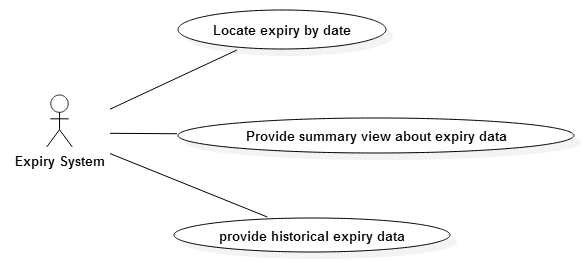 Locate expiry by date
Provide summary view about expiry data
Expiry System
provide historical expiry data